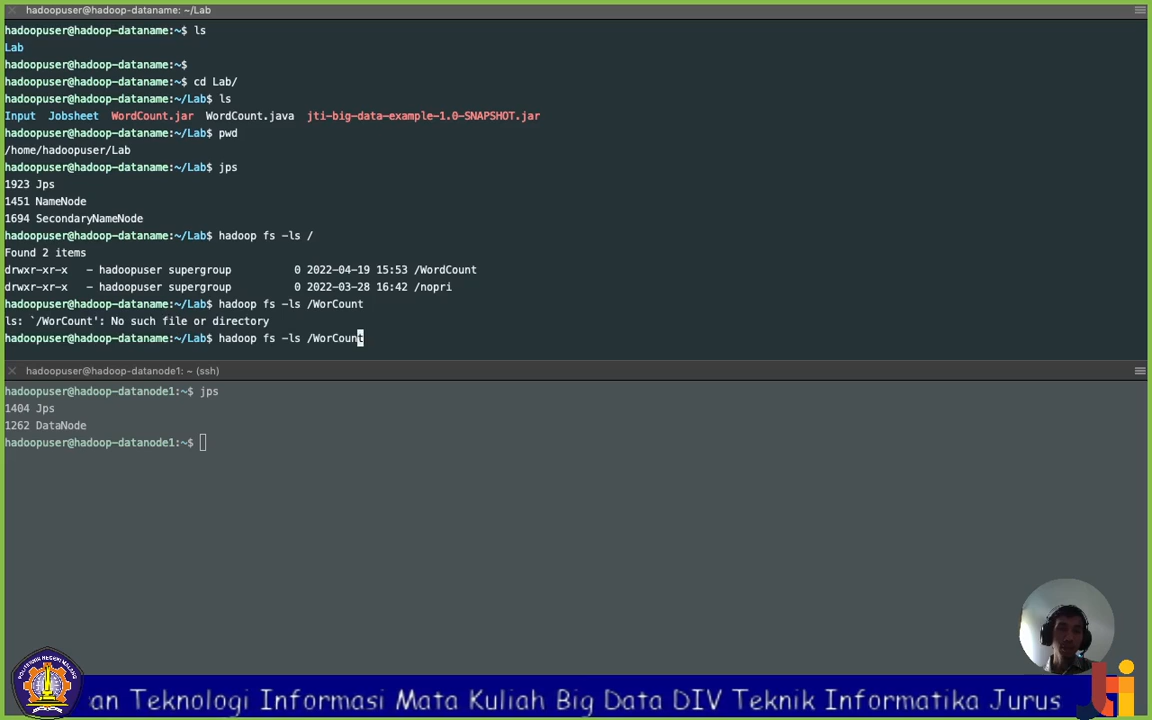 hadoopuser@hadoop-dataname: ~/Lab
hadoopuser@hadoop-dataname:~$ ls
Lab
hadoopuser@hadoop-dataname:~$
hadoopuser@hadoop-dataname:~$ cd Lab/
hadoopuser@hadoop-dataname:~/Lab$ ls
Input  Jobsheet  WordCount.jar  WordCount.java  jti-big-data-example-1.0-SNAPSHOT.jar
hadoopuser@hadoop-dataname:~/Lab$ pwd
/home/hadoopuser/Lab
hadoopuser@hadoop-dataname:~/Lab$ jps
1923 Jps
1451 NameNode
1694 SecondaryNameNode
hadoopuser@hadoop-dataname:~/Lab$ hadoop fs -ls /
Found 2 items
drwxr-xr-x   - hadoopuser supergroup          0 2022-04-19 15:53 /WordCount
drwxr-xr-x   - hadoopuser supergroup          0 2022-03-28 16:42 /nopri
hadoopuser@hadoop-dataname:~/Lab$ hadoop fs -ls /WorCount
ls: `/WorCount': No such file or directory
hadoopuser@hadoop-dataname:~/Lab$ hadoop fs -ls /WorCount
hadoopuser@hadoop-datanode1: ~ (ssh)
hadoopuser@hadoop-datanode1:~$ jps
1404 Jps
1262 DataNode
hadoopuser@hadoop-datanode1:~$
POLITEKNIK NEGERI MALANG
an Teknologi Informasi Mata Kuliah Big Data DIV Teknik Informatika Jurus
jti